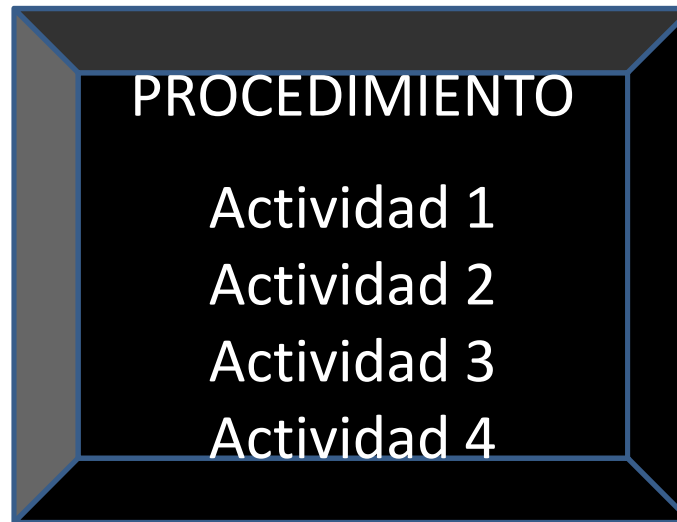 PROCEDIMIENTO
Actividad 1
Actividad 2
Actividad 3
Actividad 4